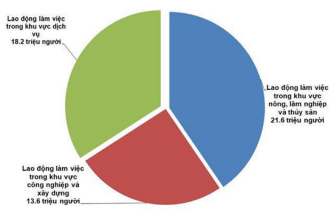 Lao động làm việc
trong khu vực dịch
vụ
18.2 triệu người
Lao động làm việc
trong khu vực
nông, lâm nghiệp
và thủy sản
21.6 triệu người
Lao động làm việc
trong khu vực
công nghiệp và
xây dựng
13.6 triệu người